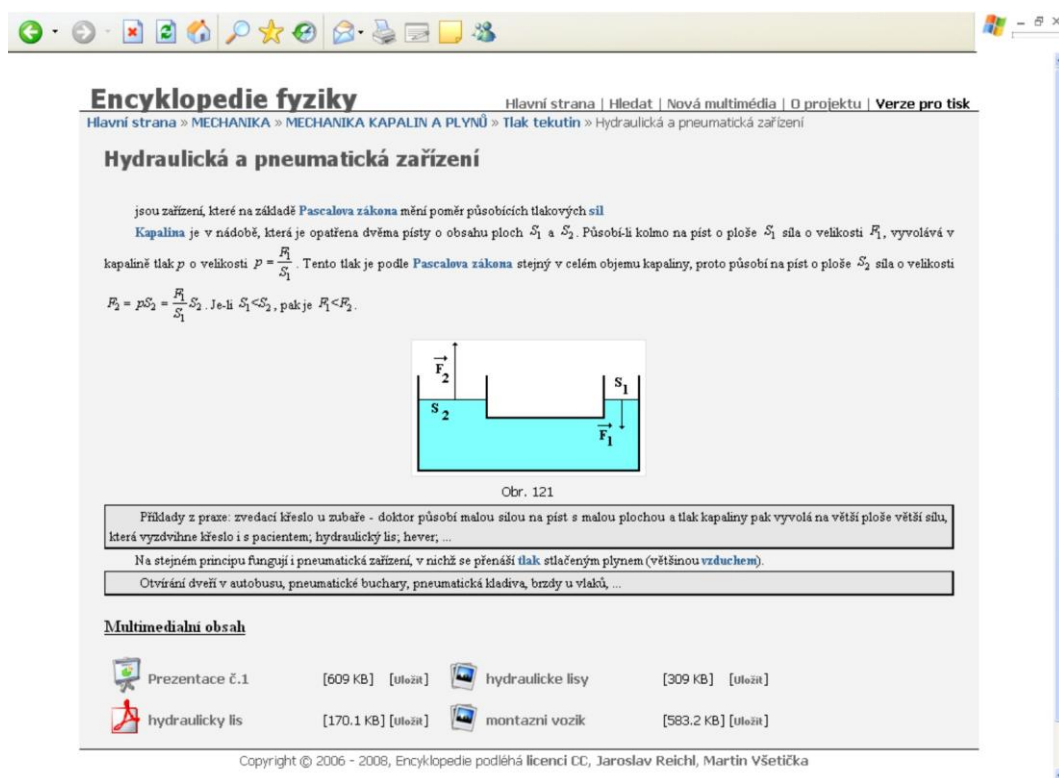 Encyklopedie fyziky
Hlavní strana | Hledat | Nová multimédia | O projektu | Verze pro tisk
Hlavní strana » MECHANIKA » MECHANIKA KAPALIN A PLYNŮ » Tlak tekutin » Hydraulická a pneumatická zařízení
Hydraulická a pneumatická zařízení
jsou zařízení, které na základě Pascalova zákona mění poměr působících tlakových sil
Kapalina je v nádobě, která je opatřena dvěma písty o obsahu ploch S₁ a S₂. Působí-li kolmo na píst o ploše S₁ síla o velikosti F₁, vyvolává v
kapalině tlak p o velikosti p = F₁/S₁. Tento tlak je podle Pascalova zákona stejný v celém objemu kapaliny, proto působí na píst o ploše S₂ síla o velikosti
F₂ = pS₂ = F₁/S₁ S₂. Je-li S₁<S₂, pak je F₁<F₂.
F₂
S₁
S₂
F₁
Obr. 121
Příklady z praxe: zvedací křeslo u zubaře - doktor působí malou silou na píst s malou plochou a tlak kapaliny pak vyvolá na větší ploše větší sílu,
která vyzdvihne křeslo i s pacientem; hydraulický lis; hever; ...
Na stejném principu fungují i pneumatická zařízení, v nichž se přenáší tlak stlačeným plynem (většinou vzduchem).
Otvírání dveří v autobusu, pneumatické buchary, pneumatická kladiva, brzdy u vlaků, ...
Multimedialní obsah
Prezentace č.1 [609 KB] [Uložit] hydraulicke lisy [309 KB] [Uložit]
hydraulicky lis [170.1 KB] [Uložit] montazni vozik [583.2 KB] [Uložit]
Copyright © 2006 - 2008, Encyklopedie podléhá licenci CC, Jaroslav Reichl, Martin Všetička